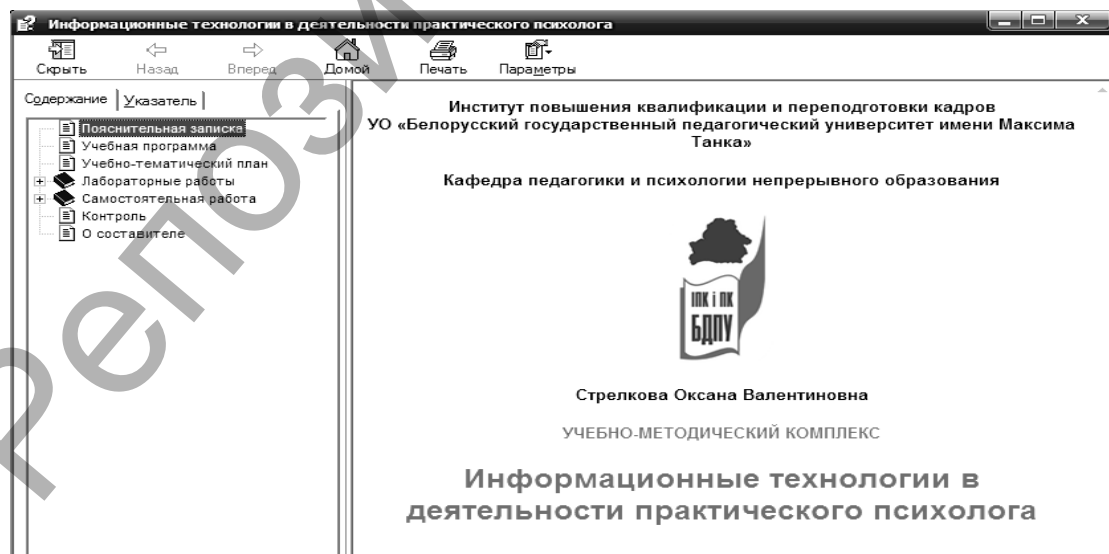 Информационные технологии в деятельности практического психолога
Скрыть Назад Вперед Домой Печать Параметры
Содержание Указатель
Пояснительная записка
Учебная программа
Учебно-тематический план
Лабораторные работы
Самостоятельная работа
Контроль
О составителе
Институт повышения квалификации и переподготовки кадров
УО «Белорусский государственный педагогический университет имени Максима
Танка»
Кафедра педагогики и психологии непрерывного образования
ІПК і ПК
БДПУ
Стрелкова Оксана Валентиновна
УЧЕБНО-МЕТОДИЧЕСКИЙ КОМПЛЕКС
Информационные технологии в
деятельности практического психолога
Репози